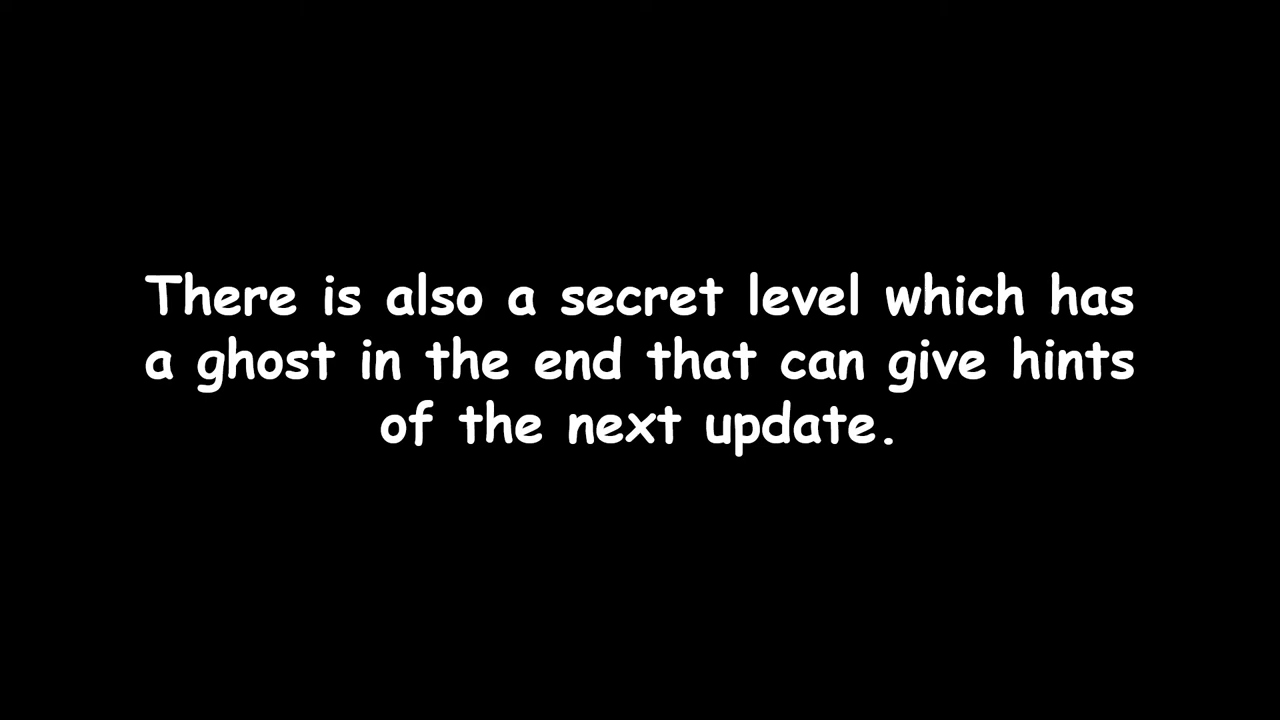 There is also a secret level which has
a ghost in the end that can give hints
of the next update.